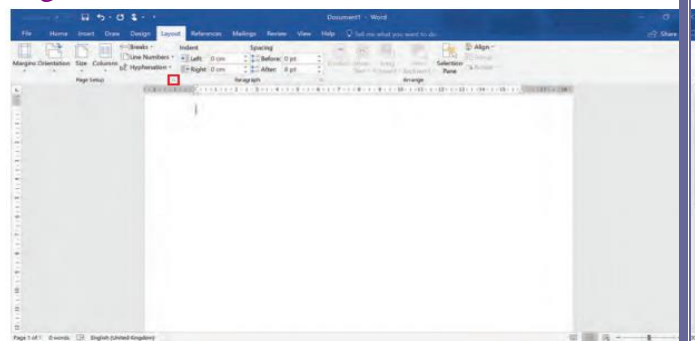 Document1 - Word
File Home Insert Draw Design Layout References Mailings Review View Help Tell me what you want to do Share
Breaks Indent Spacing Align
Margins Orientation Size Columns Line Numbers Left: 0 cm Before: 0 pt Selection Pane
Hyphenation Right: 0 cm After: 8 pt
Page Setup Paragraph Arrange
Page 1 of 1 0 words English (United Kingdom)